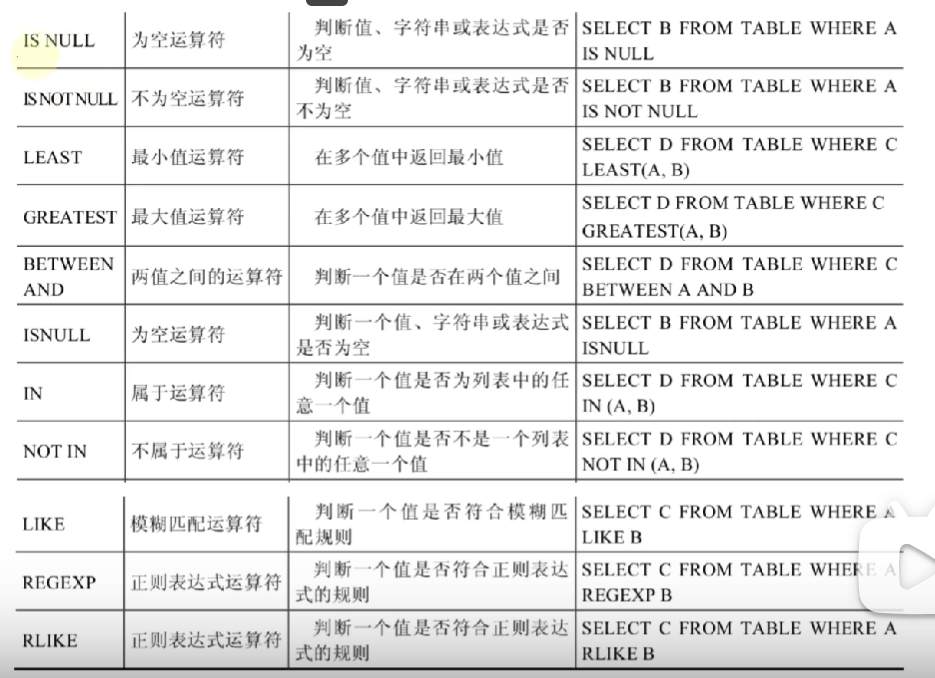 IS NULL
为空运算符
判断值、字符串或表达式是否
为空
SELECT B FROM TABLE WHERE A
IS NULL
IS NOT NULL
不为空运算符
判断值、字符串或表达式是否
不为空
SELECT B FROM TABLE WHERE A
IS NOT NULL
LEAST
最小值运算符
在多个值中返回最小值
SELECT D FROM TABLE WHERE C
LEAST(A, B)
GREATEST
最大值运算符
在多个值中返回最大值
SELECT D FROM TABLE WHERE C
GREATEST(A, B)
BETWEEN
AND
两值之间的运算符
判断一个值是否在两个值之间
SELECT D FROM TABLE WHERE C
BETWEEN A AND B
ISNULL
为空运算符
判断一个值、字符串或表达式
是否为空
SELECT B FROM TABLE WHERE A
ISNULL
IN
属于运算符
判断一个值是否为列表中的任
意一个值
SELECT D FROM TABLE WHERE C
IN (A, B)
NOT IN
不属于运算符
判断一个值是否不是一个列表
中的任意一个值
SELECT D FROM TABLE WHERE C
NOT IN (A, B)
LIKE
模糊匹配运算符
判断一个值是否符合模糊匹
配规则
SELECT C FROM TABLE WHERE A
LIKE B
REGEXP
正则表达式运算符
判断一个值是否符合正则表达
式的规则
SELECT C FROM TABLE WHERE A
REGEXP B
RLIKE
正则表达式运算符
判断一个值是否符合正则表达
式的规则
SELECT C FROM TABLE WHERE A
RLIKE B